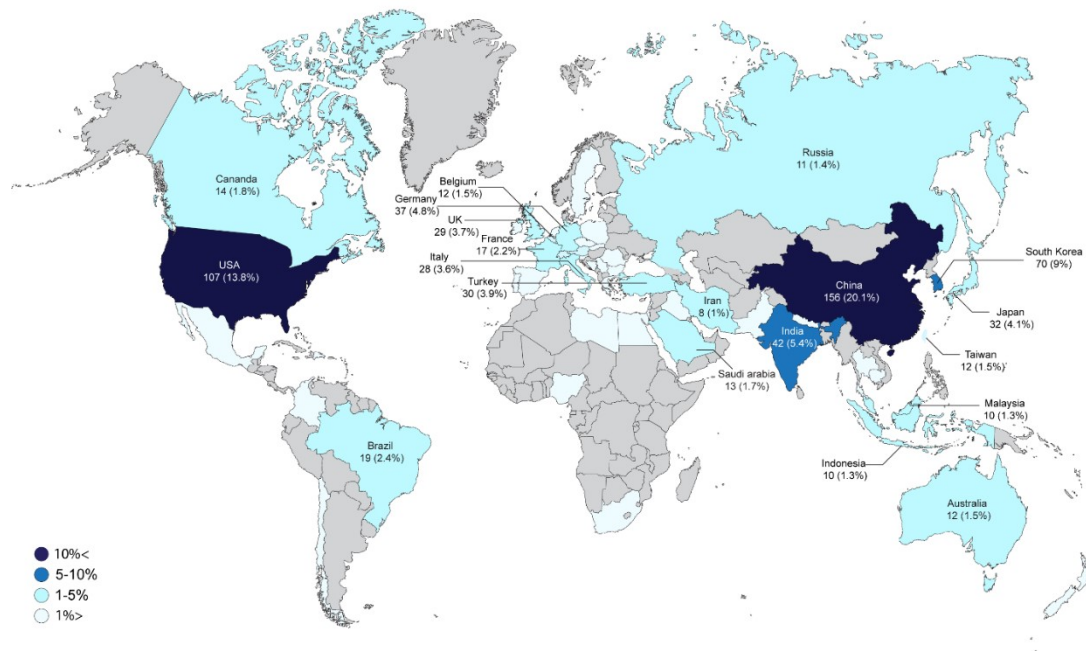 Cananda
14 (1.8%)
USA
107 (13.8%)
Belgium
12 (1.5%)
Germany
37 (4.8%)
UK
29 (3.7%)
France
17 (2.2%)
Italy
28 (3.6%)
Turkey
30 (3.9%)
Russia
11 (1.4%)
South Korea
70 (9%)
China
156 (20.1%)
Iran
8 (1%)
Japan
32 (4.1%)
India
42 (5.4%)
Taiwan
12 (1.5%)
Saudi arabia
13 (1.7%)
Malaysia
10 (1.3%)
Brazil
19 (2.4%)
Indonesia
10 (1.3%)
Australia
12 (1.5%)
10%<
5-10%
1-5%
1%>